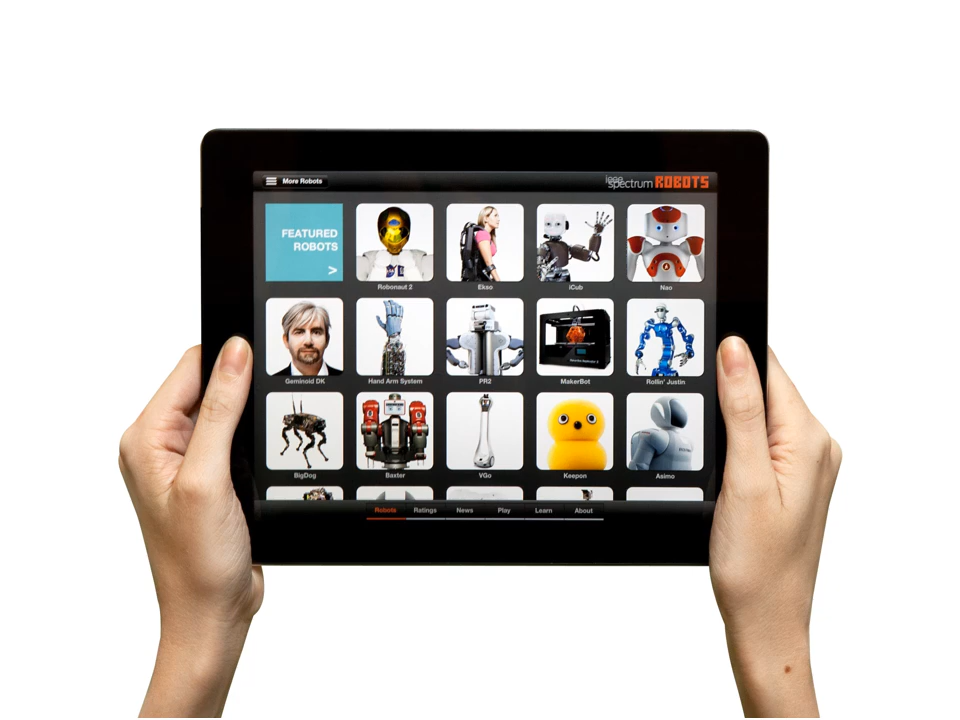 More Robots
ieee spectrum ROBOTS
FEATURED
ROBOTS
>
Robonaut 2
Ekso
iCub
Nao
Geminoid DK
Hand Arm System
PR2
MakerBot
Rollin' Justin
BigDog
Baxter
VGo
Keepon
Asimo
Robots
Ratings
News
Play
Learn
About